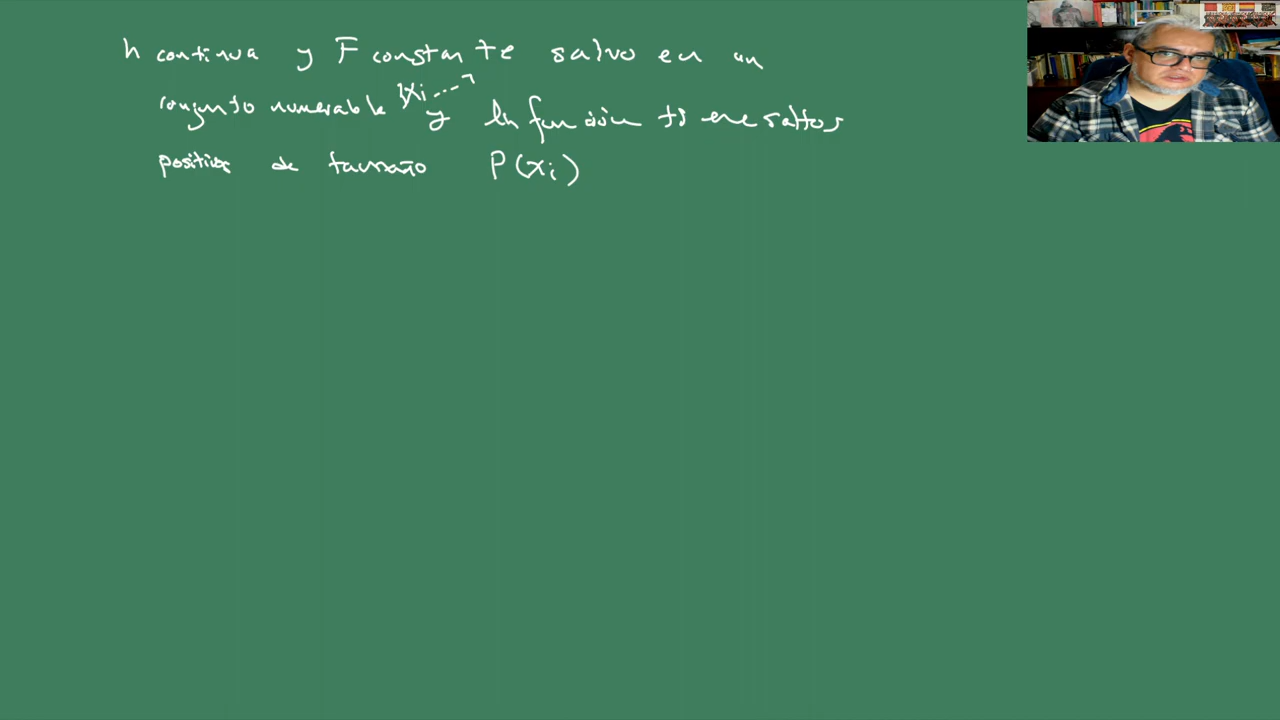 h continua y F constante salvo en un
conjunto numerable {xi ...} y la función tiene saltos
positivos de tamaño P(xi)